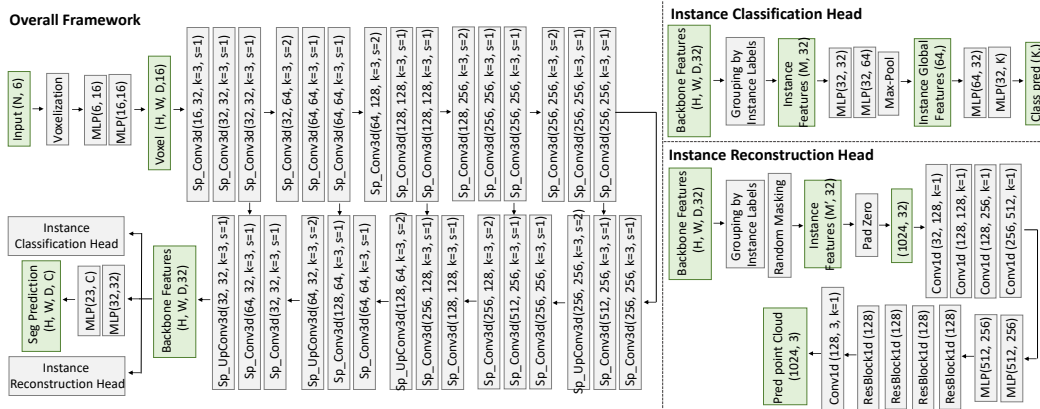 Overall Framework
Input (N, 6)
Voxelization
MLP(6, 16)
MLP(16,16)
Voxel (H, W, D,16)
Sp_Conv3d(16, 32, k=3, s=1)
Sp_Conv3d(32, 32, k=3, s=1)
Sp_Conv3d(32, 32, k=3, s=1)
Sp_Conv3d(32, 64, k=3, s=2)
Sp_Conv3d(64, 64, k=3, s=1)
Sp_Conv3d(64, 64, k=3, s=1)
Sp_Conv3d(64, 128, k=3, s=2)
Sp_Conv3d(128, 128, k=3, s=1)
Sp_Conv3d(128, 128, k=3, s=1)
Sp_Conv3d(128, 256, k=3, s=2)
Sp_Conv3d(256, 256, k=3, s=1)
Sp_Conv3d(256, 256, k=3, s=1)
Sp_Conv3d(256, 256, k=3, s=2)
Sp_Conv3d(256, 256, k=3, s=1)
Sp_Conv3d(256, 256, k=3, s=1)
Instance
Classification Head
Seg Prediction
(H, W, D, C)
MLP(23, C)
MLP(32,32)
Instance
Reconstruction Head
Backbone Features
(H, W, D,32)
Sp_UpConv3d(32, 32, k=3, s=1)
Sp_Conv3d(64, 32, k=3, s=1)
Sp_Conv3d(32, 32, k=3, s=1)
Sp_UpConv3d(64, 32, k=3, s=2)
Sp_Conv3d(128, 64, k=3, s=1)
Sp_Conv3d(64, 64, k=3, s=1)
Sp_UpConv3d(128, 64, k=3, s=2)
Sp_Conv3d(256, 128, k=3, s=1)
Sp_Conv3d(128, 128, k=3, s=1)
Sp_Conv3d(256, 128, k=3, s=2)
Sp_Conv3d(512, 256, k=3, s=1)
Sp_Conv3d(256, 256, k=3, s=1)
Sp_UpConv3d(256, 256, k=3, s=2)
Sp_Conv3d(512, 256, k=3, s=1)
Sp_Conv3d(256, 256, k=3, s=1)
Instance Classification Head
Backbone Features
(H, W, D,32)
Grouping by
Instance Labels
Instance
Features (M, 32)
MLP(32, 32)
MLP(32, 64)
Max-Pool
Instance Global
Features (64,)
MLP(64, 32)
MLP(32, K)
Class pred (K,)
Instance Reconstruction Head
Backbone Features
(H, W, D,32)
Grouping by
Instance Labels
Random Masking
Instance
Features (M', 32)
Pad Zero
(1024, 32)
Conv1d (32, 128, k=1)
Conv1d (128, 128, k=1)
Conv1d (128, 256, k=1)
Conv1d (256, 512, k=1)
Pred point Cloud
(1024, 3)
Conv1d (128, 3, k=1)
ResBlock1d (128)
ResBlock1d (128)
ResBlock1d (128)
ResBlock1d (128)
MLP(512, 256)
MLP(512, 256)